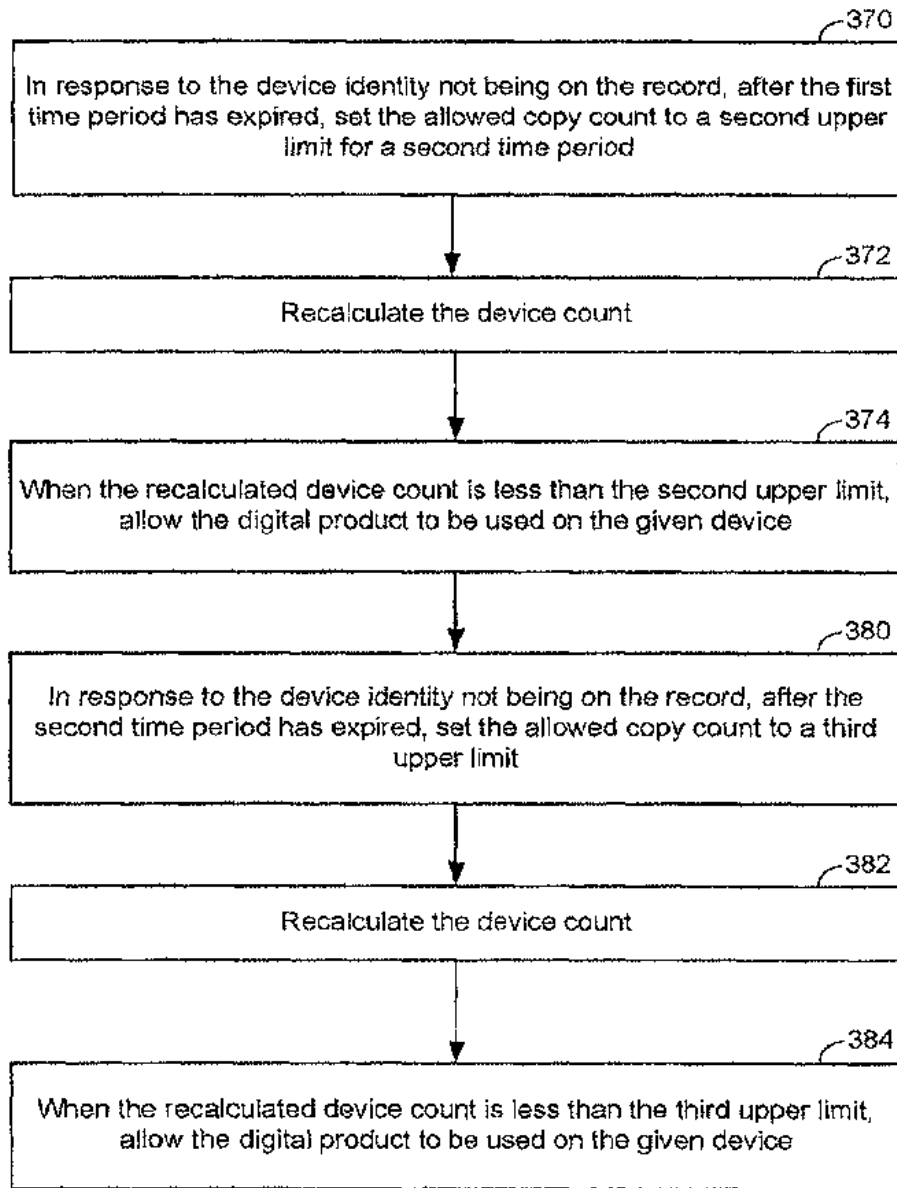 370
In response to the device identity not being on the record, after the first
time period has expired, set the allowed copy count to a second upper
limit for a second time period
372
Recalculate the device count
374
When the recalculated device count is less than the second upper limit,
allow the digital product to be used on the given device
380
In response to the device identity not being on the record, after the
second time period has expired, set the allowed copy count to a third
upper limit
382
Recalculate the device count
384
When the recalculated device count is less than the third upper limit,
allow the digital product to be used on the given device